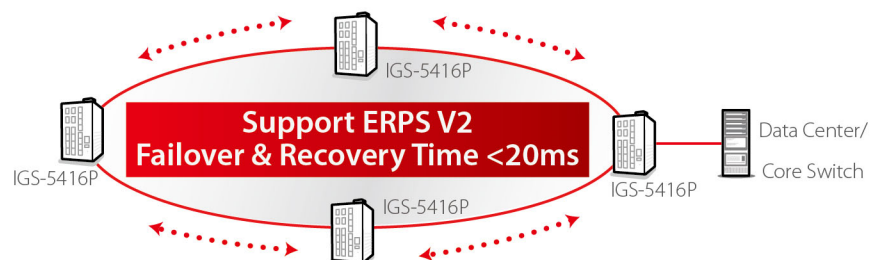 IGS-5416P
Support ERPS V2
Failover & Recovery Time <20ms
IGS-5416P
IGS-5416P
Data Center/
Core Switch
IGS-5416P